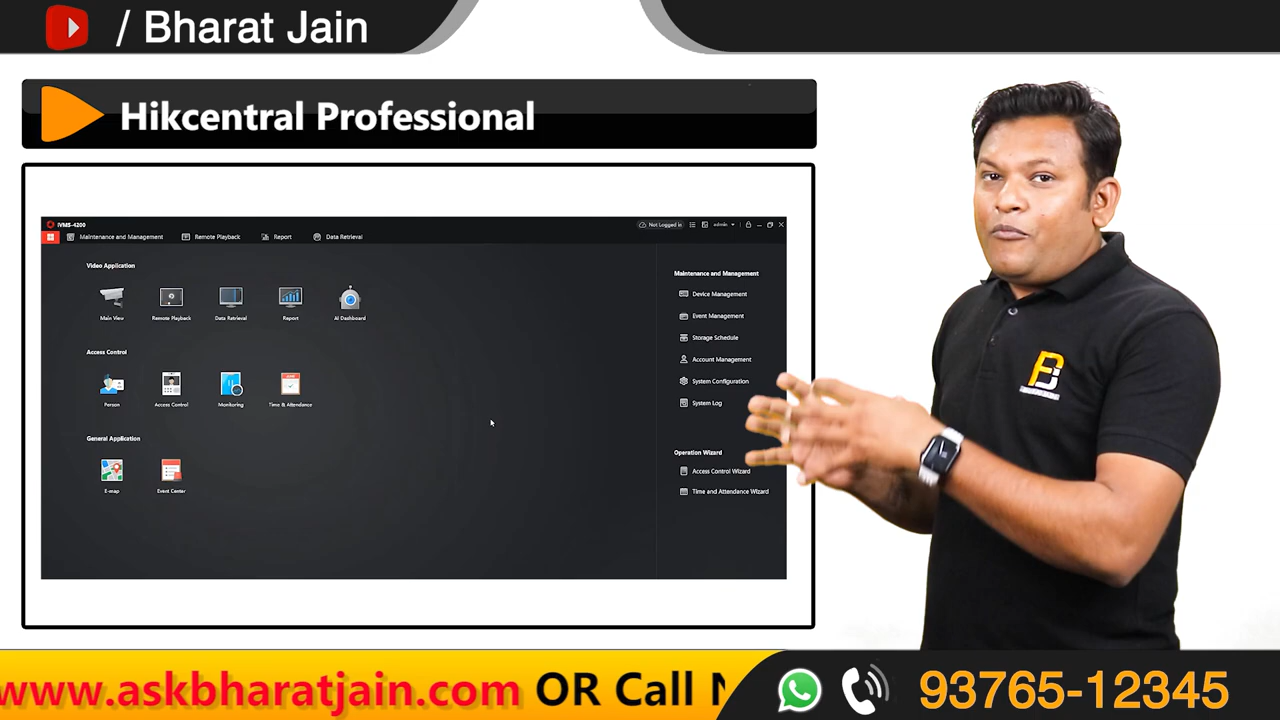 / Bharat Jain
Hikcentral Professional
iVMS-4200
Not Logged in
admin
Maintenance and Management
Remote Playback
Report
Data Retrieval
Video Application
Main View
Remote Playback
Data Retrieval
Report
AI Dashboard
Access Control
Person
Access Control
Monitoring
Time & Attendance
General Application
E-map
Event Center
Maintenance and Management
Device Management
Event Management
Storage Schedule
Account Management
System Configuration
System Log
Operation Wizard
Access Control Wizard
Time and Attendance Wizard
www.askbharatjain.com OR Call
93765-12345